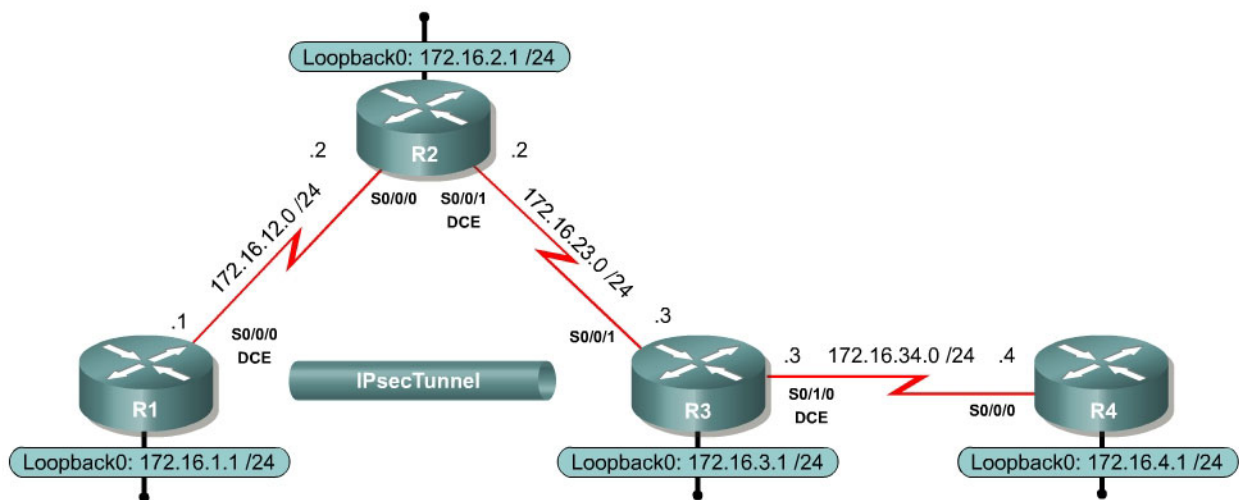 Loopback0: 172.16.2.1 /24
R2
.2
.2
S0/0/0
S0/0/1
DCE
172.16.12.0 /24
172.16.23.0 /24
.1
S0/0/0
DCE
R1
Loopback0: 172.16.1.1 /24
IPsecTunnel
S0/0/1
.3
R3
Loopback0: 172.16.3.1 /24
.3
172.16.34.0 /24
.4
S0/1/0
DCE
S0/0/0
R4
Loopback0: 172.16.4.1 /24